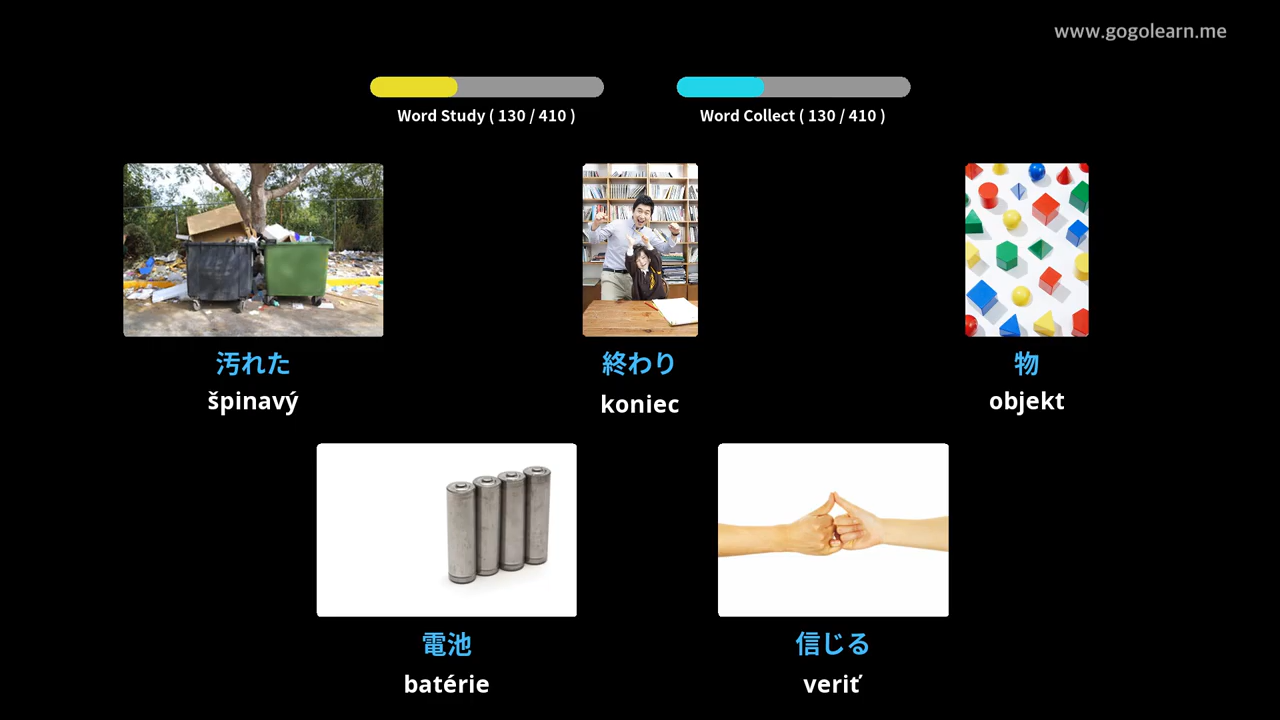 www.gogolearn.me
Word Study ( 130 / 410 )
Word Collect ( 130 / 410 )
汚れた
špinavý
終わり
koniec
物
objekt
電池
batérie
信じる
veriť